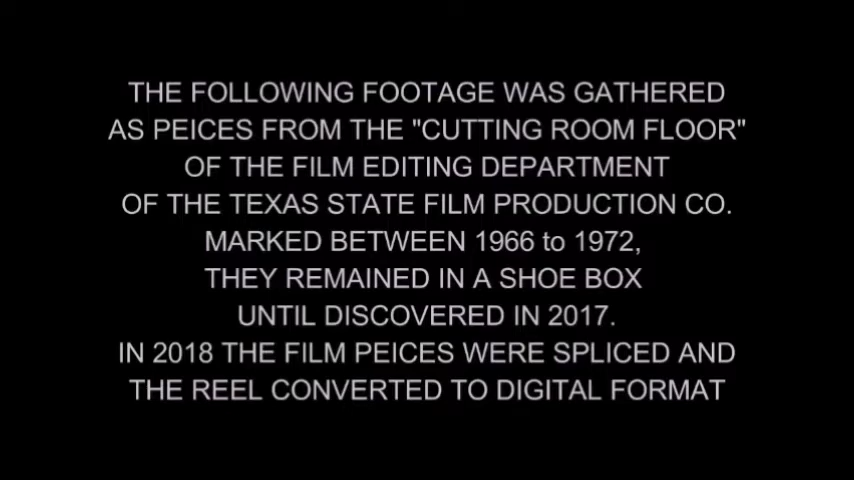 THE FOLLOWING FOOTAGE WAS GATHERED
AS PEICES FROM THE "CUTTING ROOM FLOOR"
OF THE FILM EDITING DEPARTMENT
OF THE TEXAS STATE FILM PRODUCTION CO.
MARKED BETWEEN 1966 to 1972,
THEY REMAINED IN A SHOE BOX
UNTIL DISCOVERED IN 2017.
IN 2018 THE FILM PEICES WERE SPLICED AND
THE REEL CONVERTED TO DIGITAL FORMAT